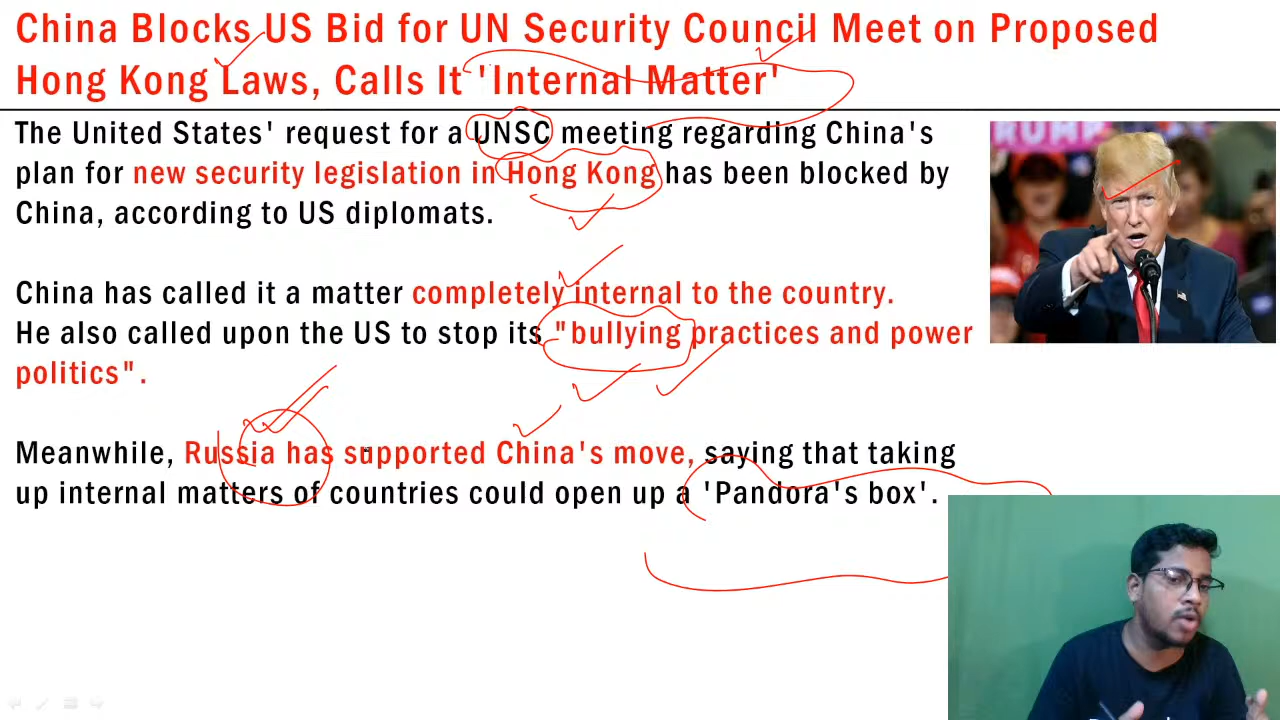 China Blocks US Bid for UN Security Council Meet on Proposed
Hong Kong Laws, Calls It 'Internal Matter'
The United States' request for a UNSC meeting regarding China's
plan for new security legislation in Hong Kong has been blocked by
China, according to US diplomats.
China has called it a matter completely internal to the country.
He also called upon the US to stop its "bullying practices and power
politics".
Meanwhile, Russia has supported China's move, saying that taking
up internal matters of countries could open up a 'Pandora's box'.
TRUMP